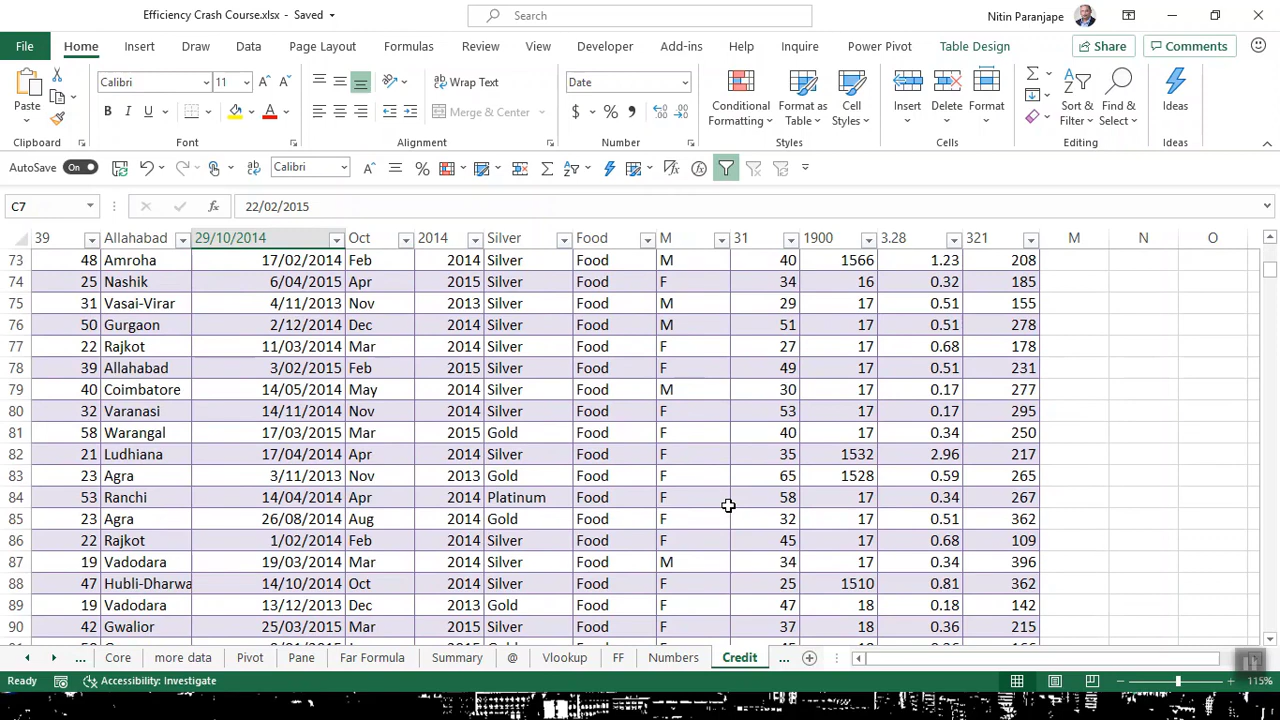 Efficiency Crash Course.xlsx - Saved
Search
Nitin Paranjape
File Home Insert Draw Data Page Layout Formulas Review View Developer Add-ins Help Inquire Power Pivot Table Design Share Comments
Paste
Calibri 11
Wrap Text
Date
Conditional Formatting
Format as Table
Cell Styles
Insert
Delete
Format
Sort & Filter
Find & Select
Ideas
B I U
Merge & Center
$ % ,
Clipboard Font Alignment Number Styles Cells Editing Ideas
AutoSave On
Calibri
C7 fx 22/02/2015
39 Allahabad 29/10/2014 Oct 2014 Silver Food M 31 1900 3.28 321 M N O
73 48 Amroha 17/02/2014 Feb 2014 Silver Food M 40 1566 1.23 208
74 25 Nashik 6/04/2015 Apr 2015 Silver Food F 34 16 0.32 185
75 31 Vasai-Virar 4/11/2013 Nov 2013 Silver Food M 29 17 0.51 155
76 50 Gurgaon 2/12/2014 Dec 2014 Silver Food M 51 17 0.51 278
77 22 Rajkot 11/03/2014 Mar 2014 Silver Food F 27 17 0.68 178
78 39 Allahabad 3/02/2015 Feb 2015 Silver Food F 49 17 0.51 231
79 40 Coimbatore 14/05/2014 May 2014 Silver Food M 30 17 0.17 277
80 32 Varanasi 14/11/2014 Nov 2014 Silver Food F 53 17 0.17 295
81 58 Warangal 17/03/2015 Mar 2015 Gold Food F 40 17 0.34 250
82 21 Ludhiana 17/04/2014 Apr 2014 Silver Food F 35 1532 2.96 217
83 23 Agra 3/11/2013 Nov 2013 Gold Food F 65 1528 0.59 265
84 53 Ranchi 14/04/2014 Apr 2014 Platinum Food F 58 17 0.34 267
85 23 Agra 26/08/2014 Aug 2014 Gold Food F 32 17 0.51 362
86 22 Rajkot 1/02/2014 Feb 2014 Silver Food F 45 17 0.68 109
87 19 Vadodara 19/03/2014 Mar 2014 Silver Food M 34 17 0.34 396
88 47 Hubli-Dharwa 14/10/2014 Oct 2014 Silver Food F 25 1510 0.81 362
89 19 Vadodara 13/12/2013 Dec 2013 Gold Food F 47 18 0.18 142
90 42 Gwalior 25/03/2015 Mar 2015 Silver Food F 37 18 0.36 215
... Core more data Pivot Pane Far Formula Summary @ Vlookup FF Numbers Credit ...
Ready Accessibility: Investigate 115%